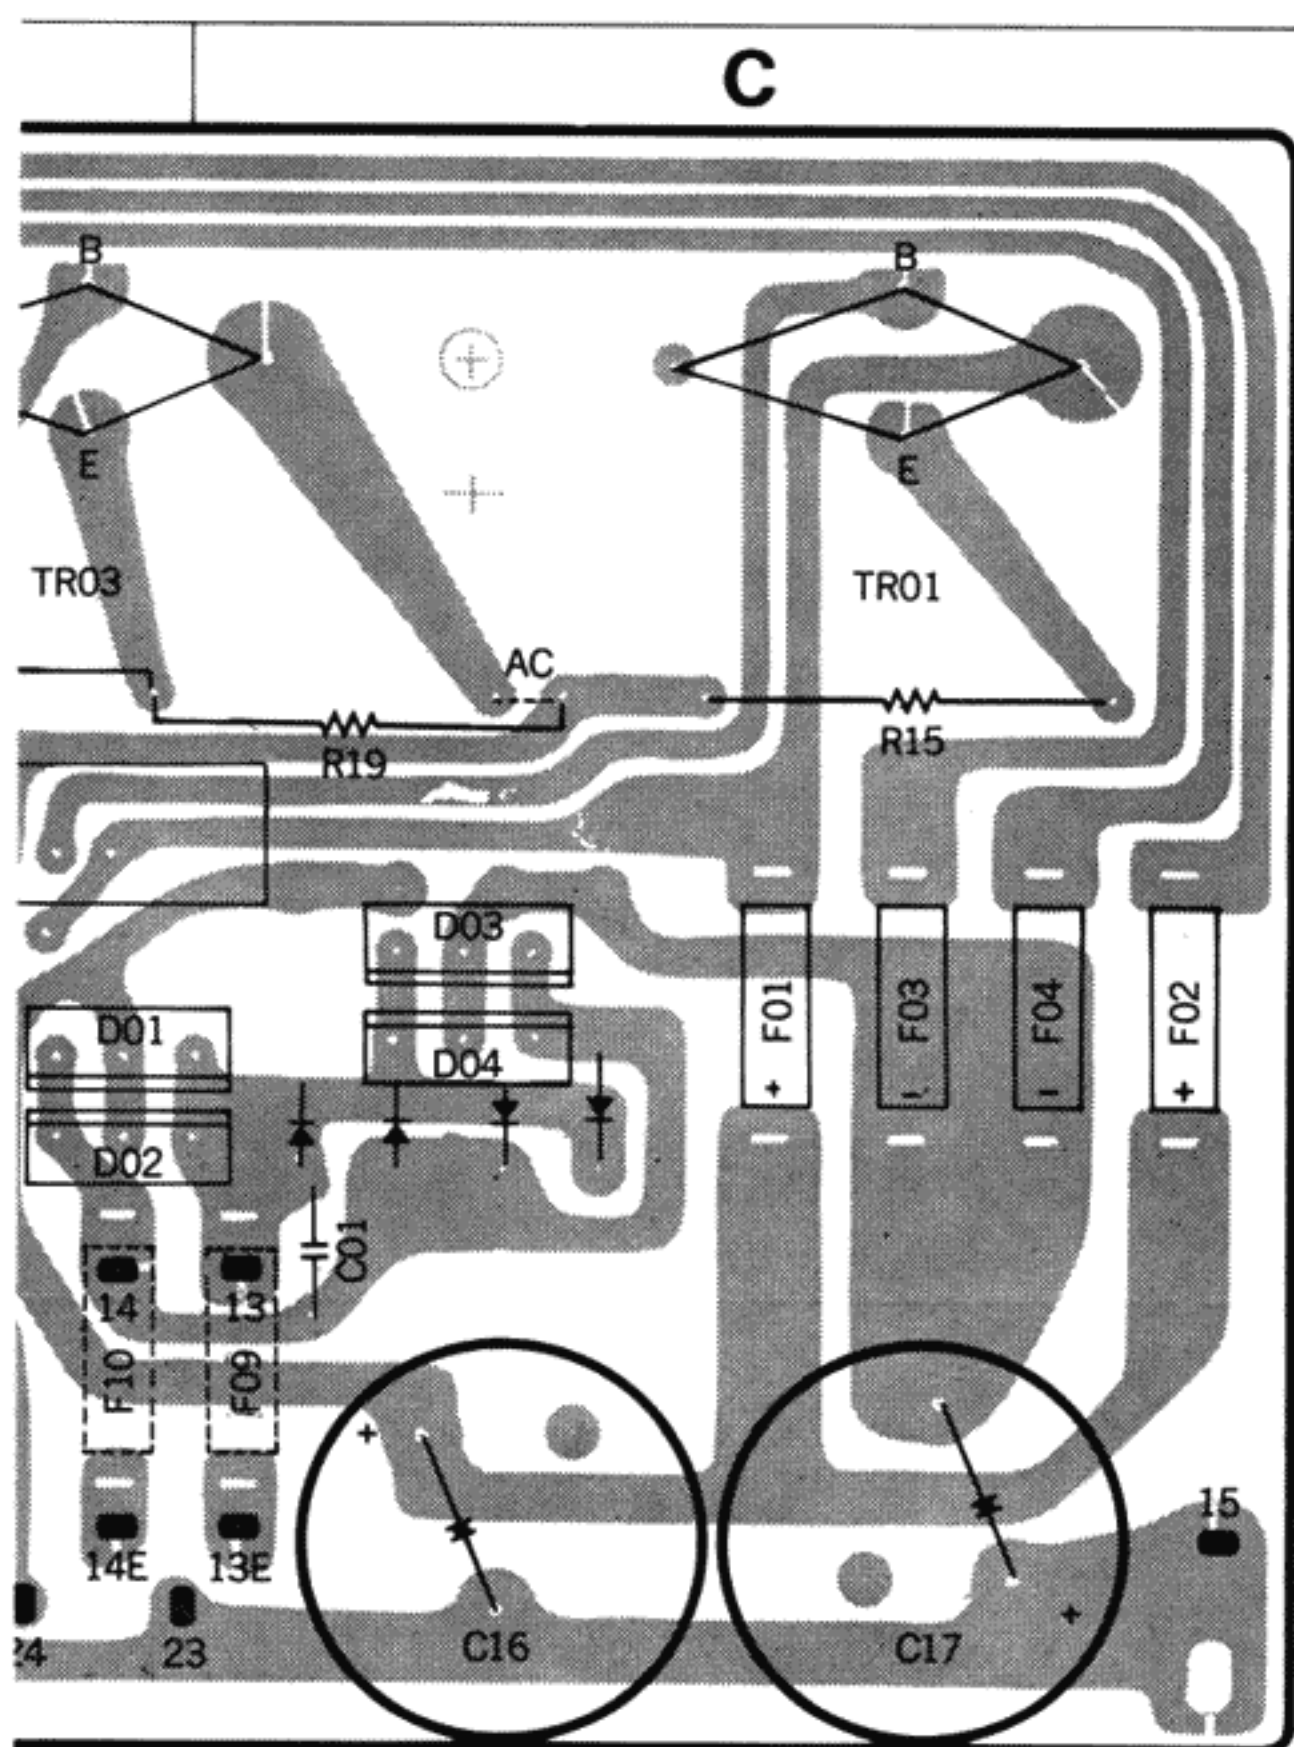 C
B
B
E
E
TR03
TR01
AC
R19
R15
D03
D01
D04
D02
F01
F03
F04
F02
+
-
-
+
C01
14
13
F10
F09
+
15
14E
13E
+
24
23
C16
C17